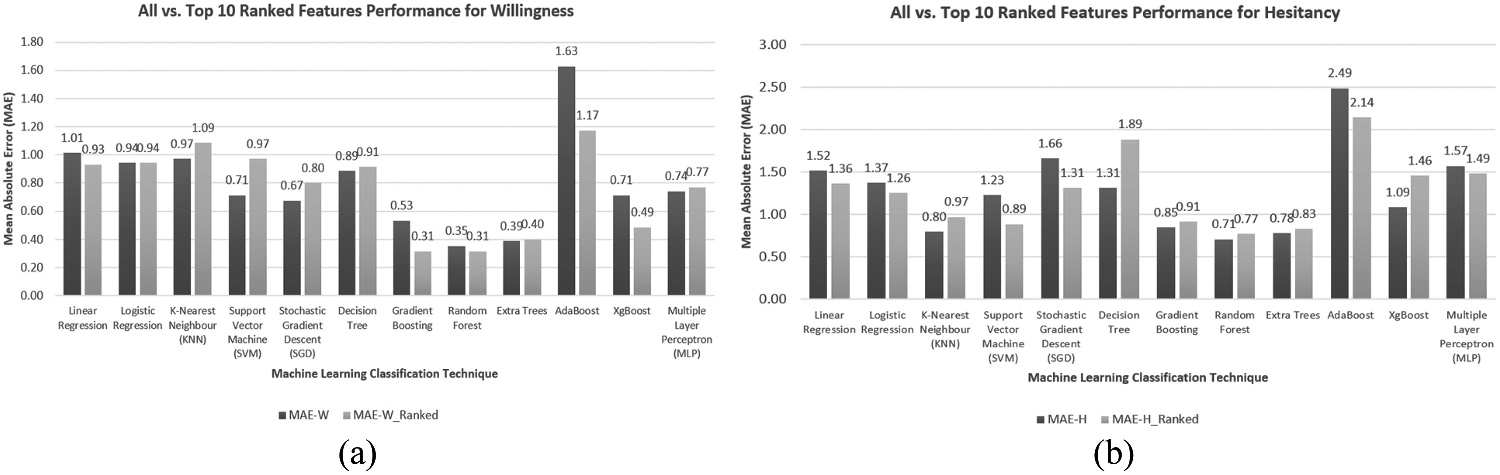 All vs. Top 10 Ranked Features Performance for Willingness
Mean Absolute Error (MAE)
1.80
1.60
1.40
1.20
1.00
0.80
0.60
0.40
0.20
0.00
1.01
0.93
0.94
0.94
0.97
1.09
0.71
0.97
0.67
0.80
0.89
0.91
0.53
0.31
0.35
0.31
0.39
0.40
1.63
1.17
0.71
0.49
0.74
0.77
Linear
Regression
Logistic
Regression
K-Nearest
Neighbour
(KNN)
Support
Vector
Machine
(SVM)
Stochastic
Gradient
Descent
(SGD)
Decision
Tree
Gradient
Boosting
Random
Forest
Extra Trees
AdaBoost
XgBoost
Multiple
Layer
Perceptron
(MLP)
Machine Learning Classification Technique
MAE-W
MAE-W_Ranked
(a)
All vs. Top 10 Ranked Features Performance for Hesitancy
Mean Absolute Error (MAE)
3.00
2.50
2.00
1.50
1.00
0.50
0.00
1.52
1.36
1.37
1.26
0.80
0.97
1.23
0.89
1.66
1.31
1.31
1.89
0.85
0.91
0.71
0.77
0.78
0.83
2.49
2.14
1.09
1.46
1.57
1.49
Linear
Regression
Logistic
Regression
K-Nearest
Neighbour
(KNN)
Support
Vector
Machine
(SVM)
Stochastic
Gradient
Descent
(SGD)
Decision
Tree
Gradient
Boosting
Random
Forest
Extra Trees
AdaBoost
XgBoost
Multiple
Layer
Perceptron
(MLP)
Machine Learning Classification Technique
MAE-H
MAE-H_Ranked
(b)